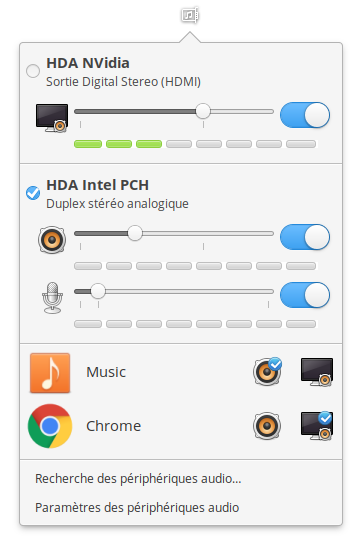 HDA NVidia
Sortie Digital Stereo (HDMI)
HDA Intel PCH
Duplex stéréo analogique
Music
Chrome
Recherche des périphériques audio...
Paramètres des périphériques audio